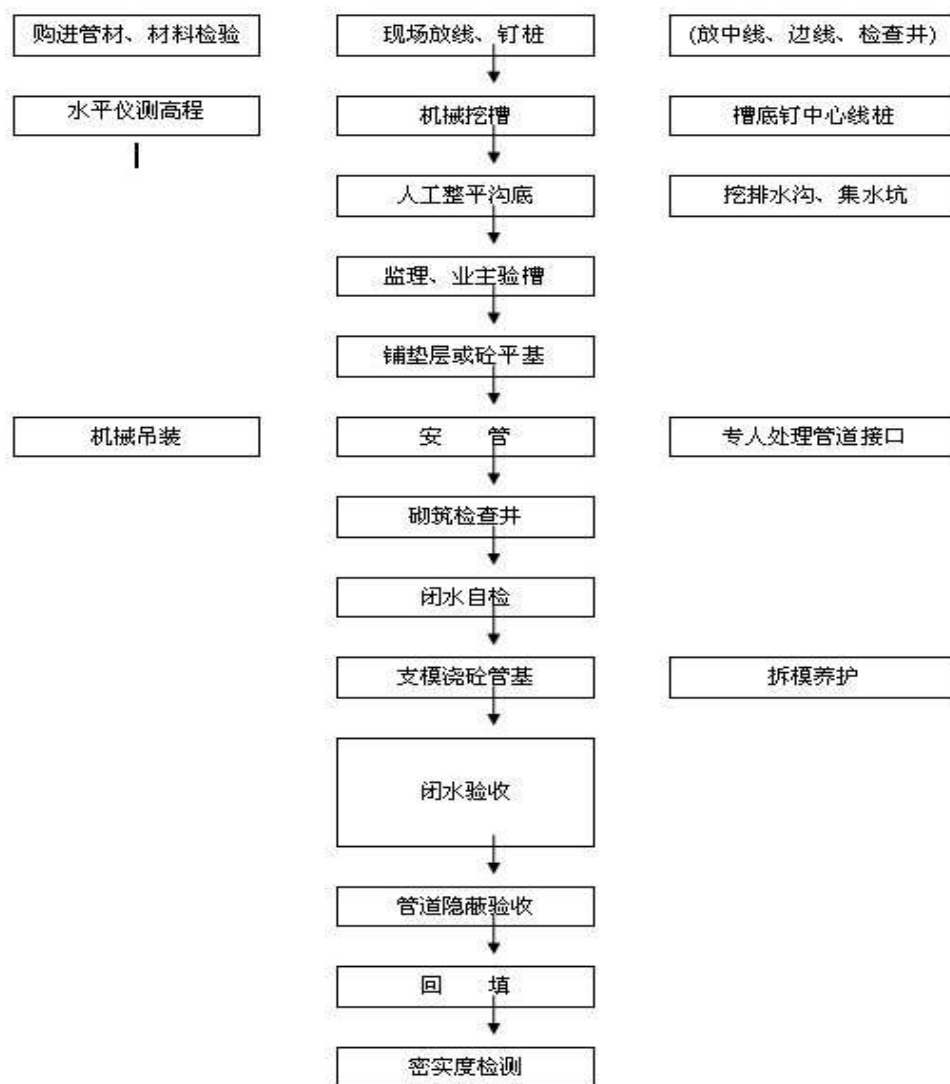 购进管材、材料检验
现场放线、钉桩
(放中线、边线、检查井)
水平仪测高程
机械挖槽
槽底钉中心线桩
人工整平沟底
挖排水沟、集水坑
监理、业主验槽
铺垫层或砼平基
机械吊装
安 管
专人处理管道接口
砌筑检查井
闭水自检
支模浇砼管基
拆模养护
闭水验收
管道隐蔽验收
回 填
密实度检测